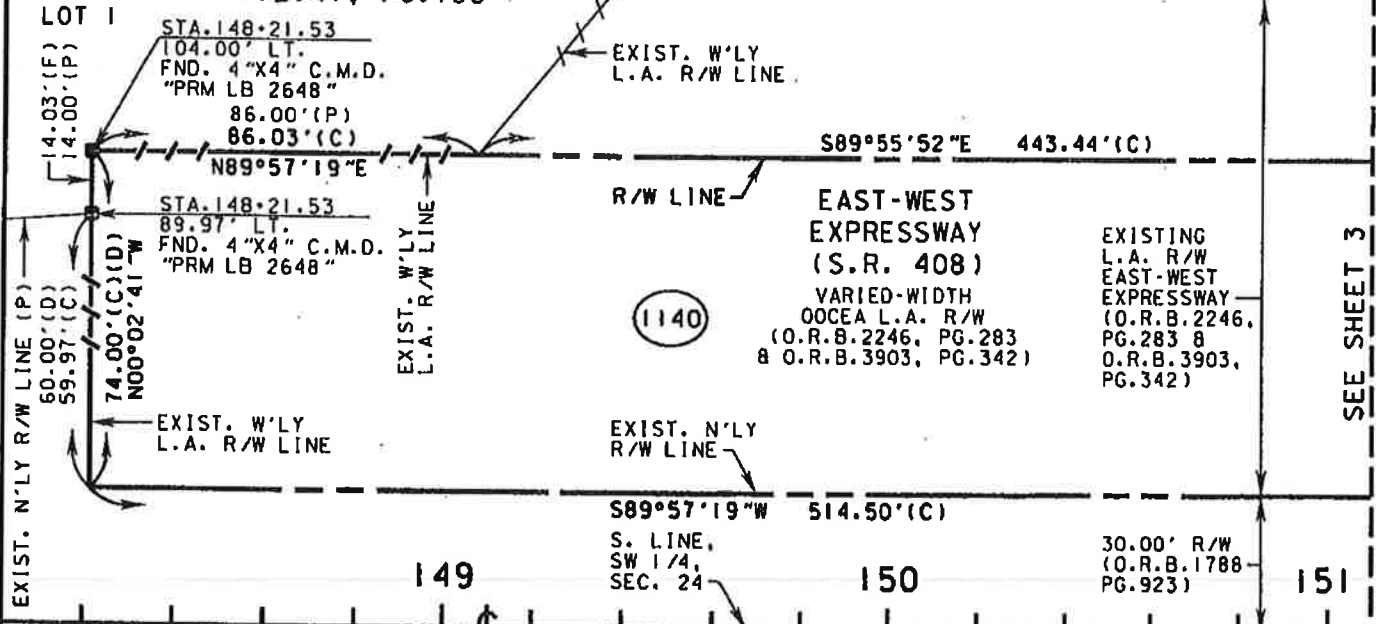 LOT 1
STA.148+21.53
104.00' LT.
FND. 4"X4" C.M.D.
"PRM LB 2648"
14.03'(F)
14.00'(P)
86.00'(P)
86.03'(C)
N89°57'19"E
EXIST. W'LY
L.A. R/W LINE
S89°55'52"E 443.44'(C)
R/W LINE
STA.148+21.53
89.97' LT.
FND. 4"X4" C.M.D.
"PRM LB 2648"
EXIST. W'LY
L.A. R/W LINE
EAST-WEST
EXPRESSWAY
(S.R. 408)
VARIED-WIDTH
OOCEA L.A. R/W
(O.R.B.2246, PG.283
& O.R.B.3903, PG.342)
1140
EXISTING
L.A. R/W
EAST-WEST
EXPRESSWAY
(O.R.B.2246,
PG.283 &
O.R.B.3903,
PG.342)
SEE SHEET 3
EXIST. N'LY R/W LINE (P)
60.00'(D)
59.97'(C)
74.00'(C)(D)
N00°02'41"W
EXIST. W'LY
L.A. R/W LINE
EXIST. N'LY
R/W LINE
S89°57'19"W 514.50'(C)
S. LINE,
SW 1/4,
SEC. 24
30.00' R/W
(O.R.B.1788
PG.923)
149
150
151